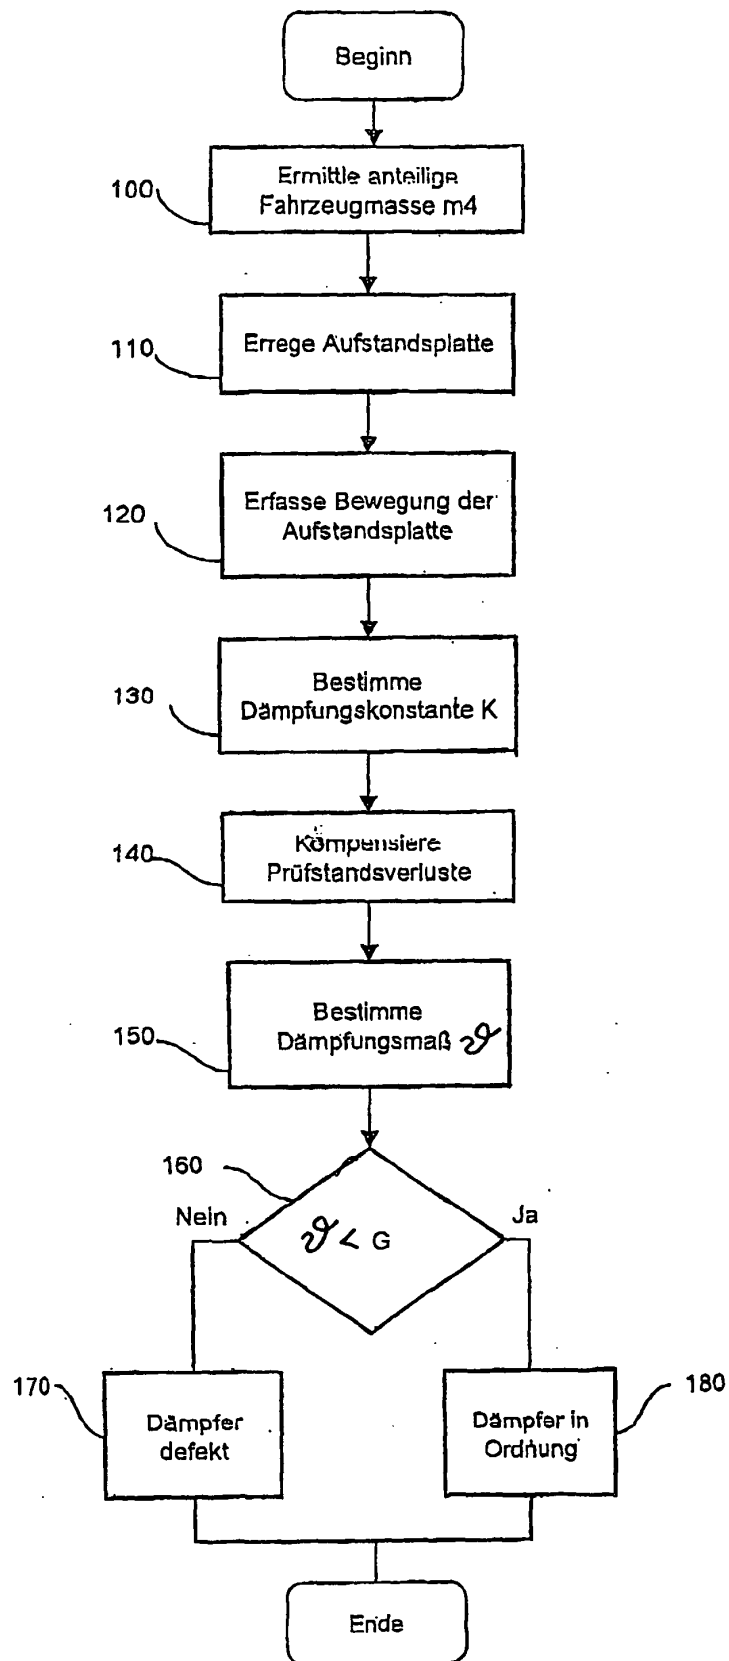 Beginn
100
Ermittle anteilige
Fahrzeugmasse m4
110
Errege Aufstandsplatte
120
Erfasse Bewegung der
Aufstandsplatte
130
Bestimme
Dämpfungskonstante K
140
Kompensiere
Prüfstandsverluste
150
Bestimme
Dämpfungsmaß ϑ
160
Nein
ϑ < G
Ja
170
Dämpfer
defekt
180
Dämpfer in
Ordnung
Ende